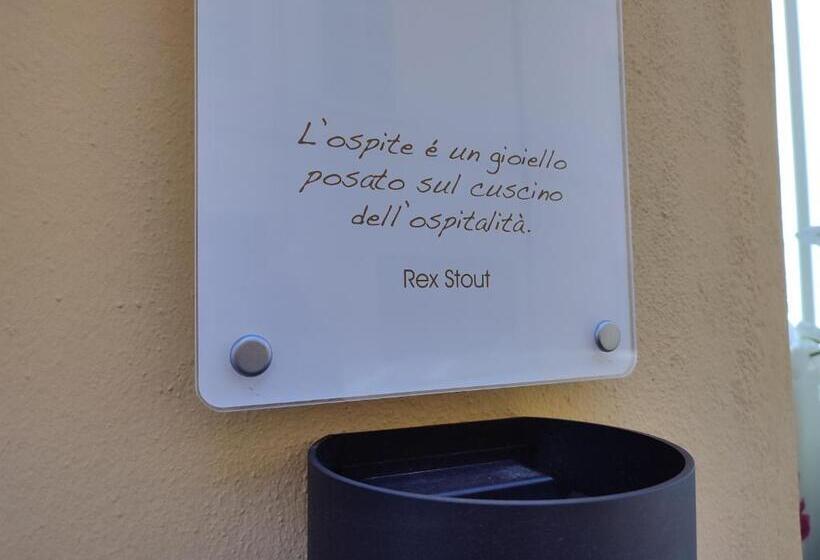 L'ospite é un gioiello
posato sul cuscino
dell'ospitalità.
Rex Stout